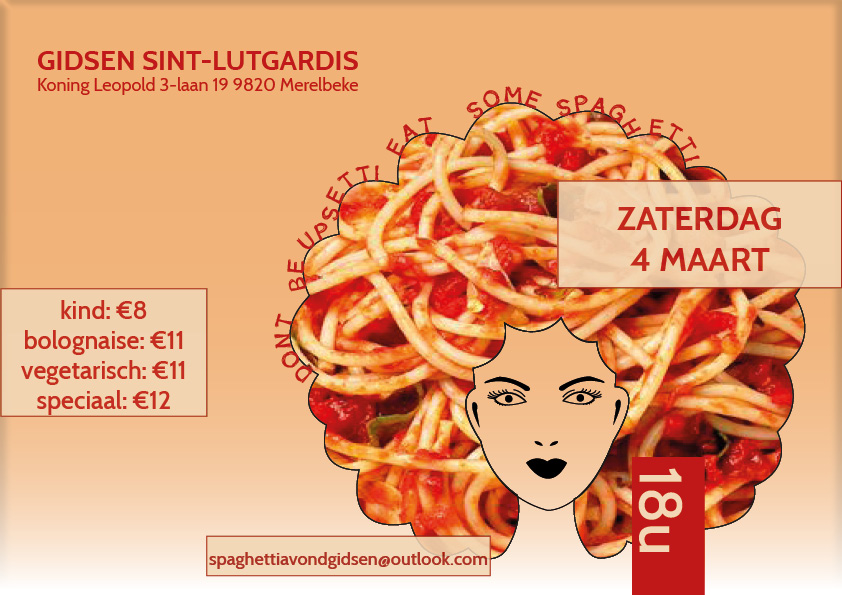 GIDSEN SINT-LUTGARDIS
Koning Leopold 3-laan 19 9820 Merelbeke
DONT BE UPSETTI EAT SOME SPAGHETTI
ZATERDAG
4 MAART
kind: €8
bolognaise: €11
vegetarisch: €11
speciaal: €12
18u
spaghettiavondgidsen@outlook.com